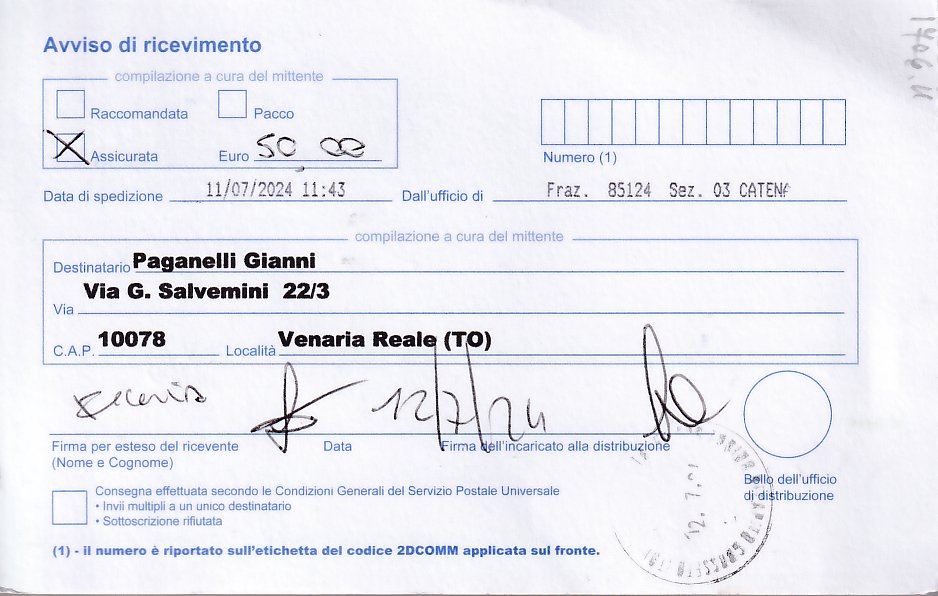 Avviso di ricevimento
compilazione a cura del mittente
Raccomandata Pacco
Assicurata Euro 50,00
Numero (1)
Data di spedizione 11/07/2024 11:43 Dall'ufficio di Fraz. 85124 Sez. 03 CATENA
compilazione a cura del mittente
Destinatario Paganelli Gianni
Via Via G. Salvemini 22/3
C.A.P. 10078 Località Venaria Reale (TO)
12/7/24
Firma per esteso del ricevente Data Firma dell'incaricato alla distribuzione
(Nome e Cognome)
Bollo dell'ufficio
di distribuzione
Consegna effettuata secondo le Condizioni Generali del Servizio Postale Universale
• Invii multipli a un unico destinatario
• Sottoscrizione rifiutata
(1) - il numero è riportato sull'etichetta del codice 2DCOMM applicata sul fronte.